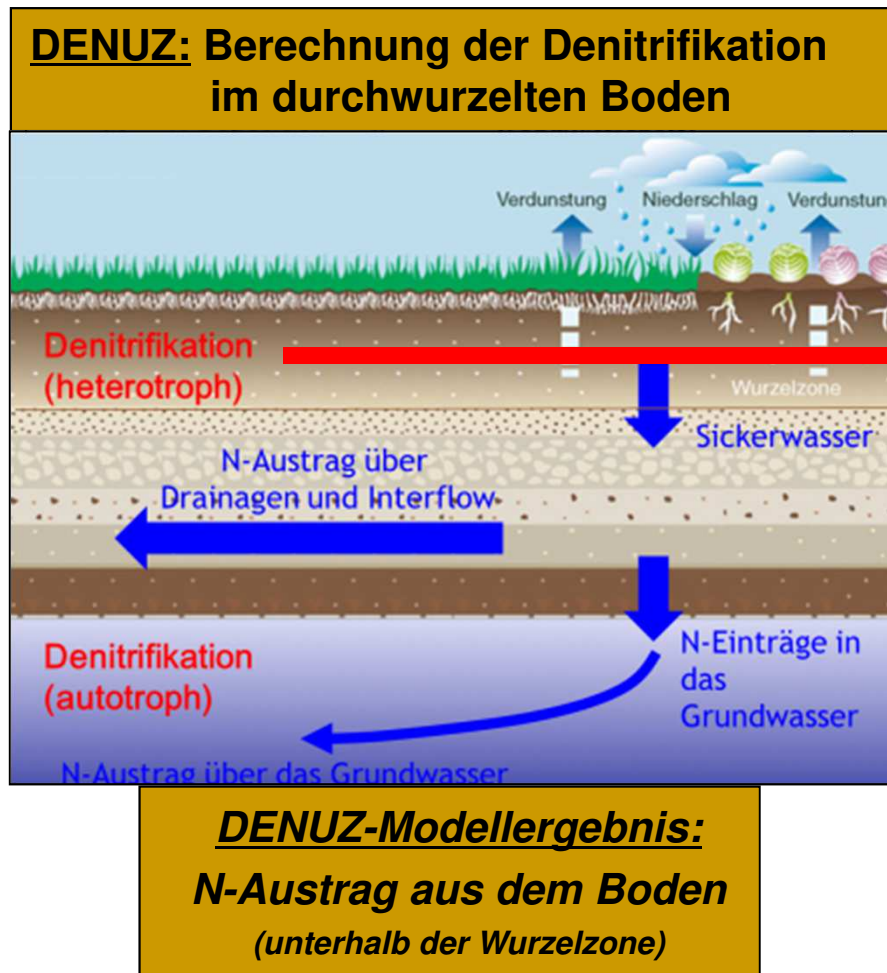 DENUZ: Berechnung der Denitrifikation
im durchwurzelten Boden
Verdunstung
Niederschlag
Verdunstun
Denitrifikation
(heterotroph)
Wurzelzone
Sickerwasser
N-Austrag über
Drainagen und Interflow
Denitrifikation
(autotroph)
N-Einträge in
das
Grundwasser
N-Austrag über das Grundwasser
DENUZ-Modellergebnis:
N-Austrag aus dem Boden
(unterhalb der Wurzelzone)